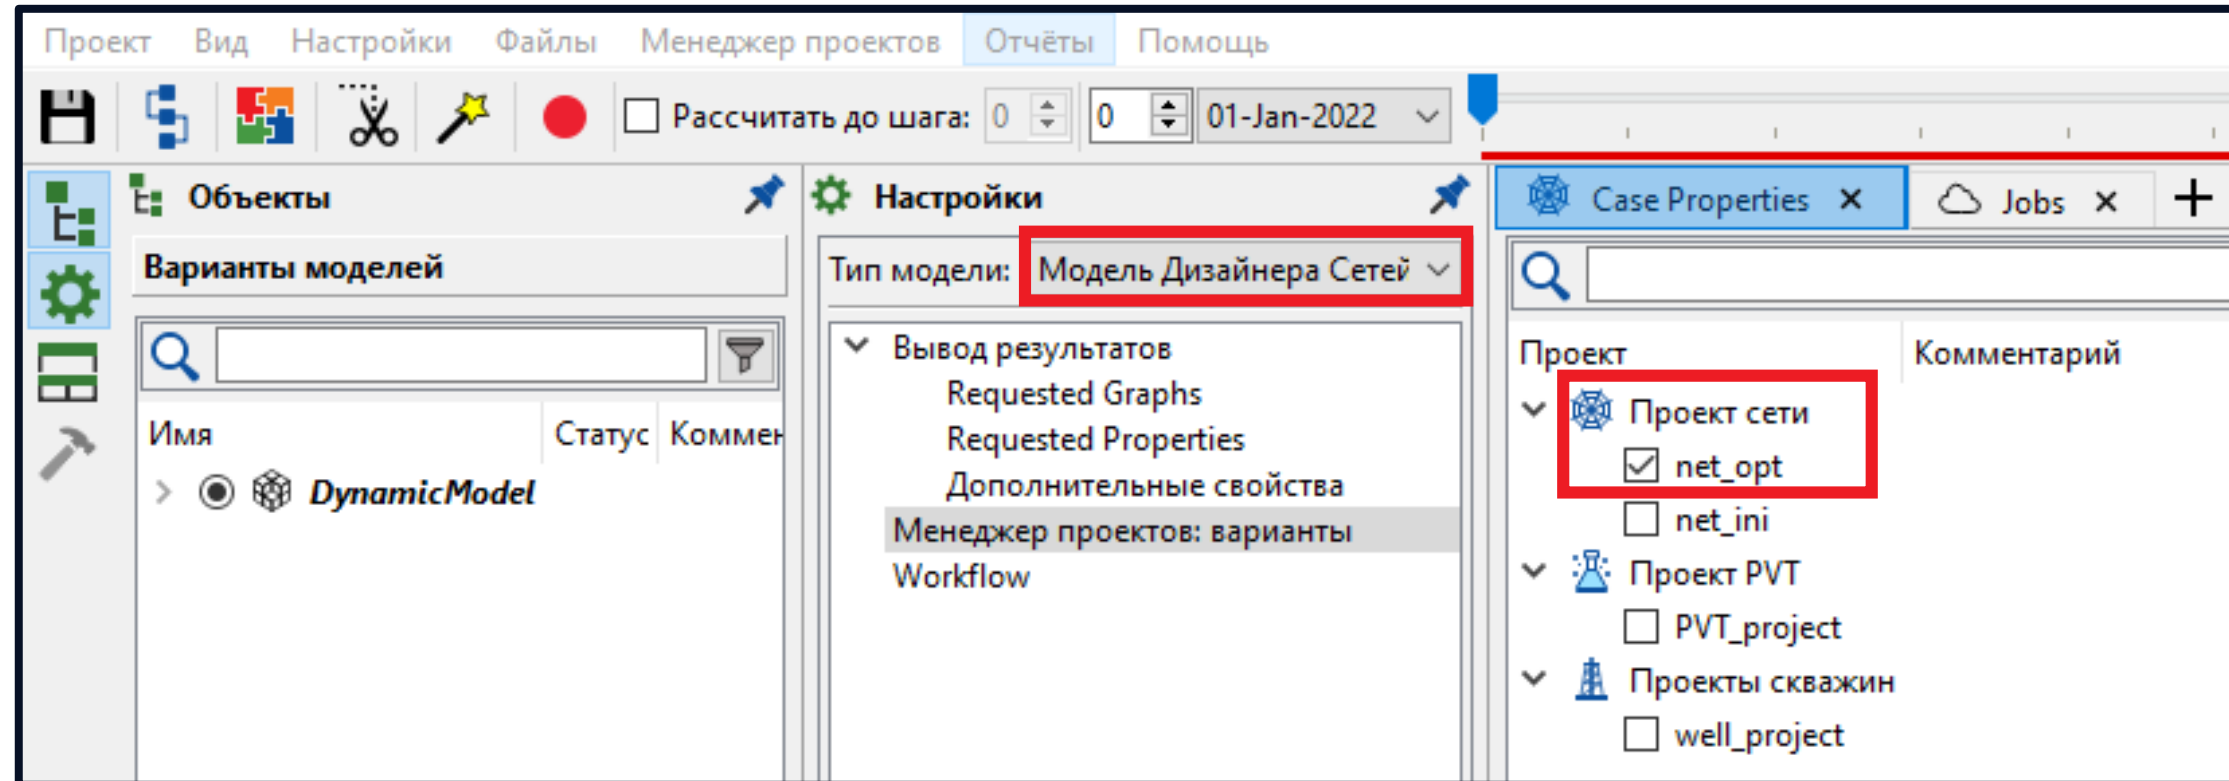 Проект Вид Настройки Файлы Менеджер проектов Отчёты Помощь
Рассчитать до шага: 0 0 01-Jan-2022
Объекты
Варианты моделей
Имя Статус Коммен
DynamicModel
Настройки
Тип модели: Модель Дизайнера Сетей
Вывод результатов
Requested Graphs
Requested Properties
Дополнительные свойства
Менеджер проектов: варианты
Workflow
Case Properties Jobs
Проект Комментарий
Проект сети
net_opt
net_ini
Проект PVT
PVT_project
Проекты скважин
well_project